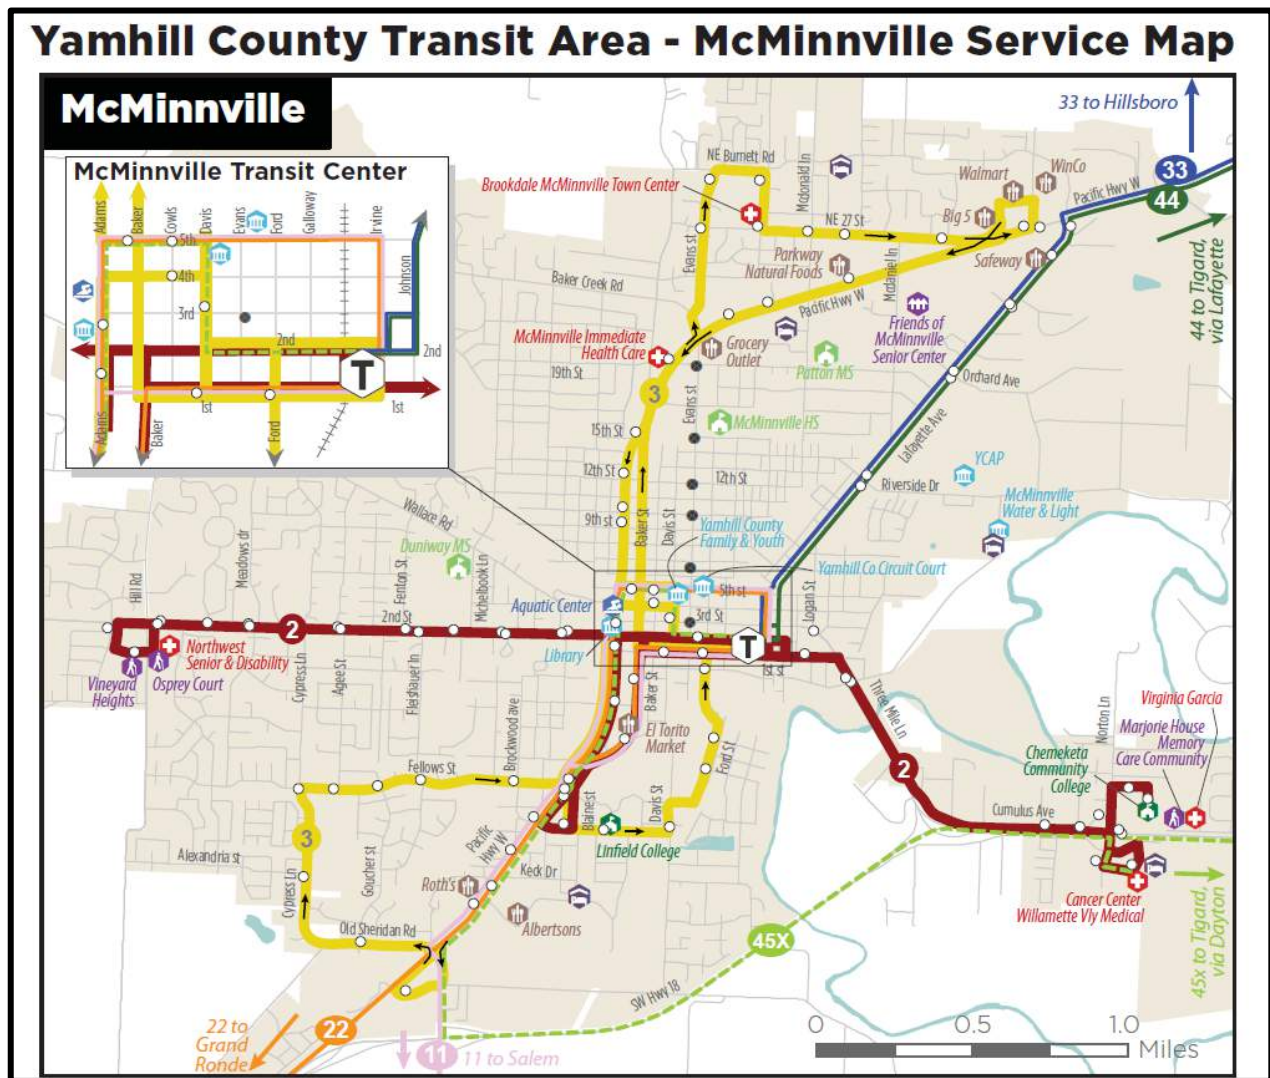 Yamhill County Transit Area - McMinnville Service Map
McMinnville
McMinnville Transit Center
Adams
Baker
Cowls
Davis
Evans
Ford
Galloway
Irvine
5th
4th
3rd
2nd
2nd
Johnson
T
1st
1st
Adams
Baker
Ford
33 to Hillsboro
33
44
44 to Tigard,
via Lafayette
NE Burnett Rd
Mcdonald ln
Brookdale McMinnville Town Center
Walmart
WinCo
Pacific Hwy W
Big 5
NE 27 St
Evans st
Parkway
Natural Foods
Safeway
Mcdaniel ln
Baker Creek Rd
Pacific Hwy W
Friends of
McMinnville
Senior Center
McMinnville Immediate
Health Care
Grocery
Outlet
Patton MS
19th St
Orchard Ave
3
Evans st
McMinnville HS
Lafayette Ave
15th St
12th St
12th St
YCAP
Riverside Dr
McMinnville
Water & Light
9th st
Baker St
Davis St
Wallace Rd
Yamhill County
Family & Youth
Duniway MS
Yamhill Co Circuit Court
Meadows dr
Hill Rd
Fenton St
Michelbook Ln
Aquatic Center
5th st
3rd St
Logan St
2nd St
2
T
Library
1st st
Northwest
Senior & Disability
Vineyard
Heights
Osprey Court
Cypress Ln
Agee St
Fleishauer ln
Brockwood ave
Baker St
El Torito
Market
Three Mile Ln
Norton Ln
Virginia Garcia
Marjorie House
Memory
Care Community
Chemeketa
Community
College
Ford St
2
Fellows St
Cumulus Ave
Blaine st
Davis St
Linfield College
3
Alexandria st
Pacific
Hwy W
Goucher st
Keck Dr
Roth's
Cypress Ln
Albertsons
Old Sheridan Rd
Cancer Center
Willamette Vly Medical
45x to Tigard,
via Dayton
45X
SW Hwy 18
22 to
Grand
Ronde
22
11
11 to Salem
0
0.5
1.0
Miles